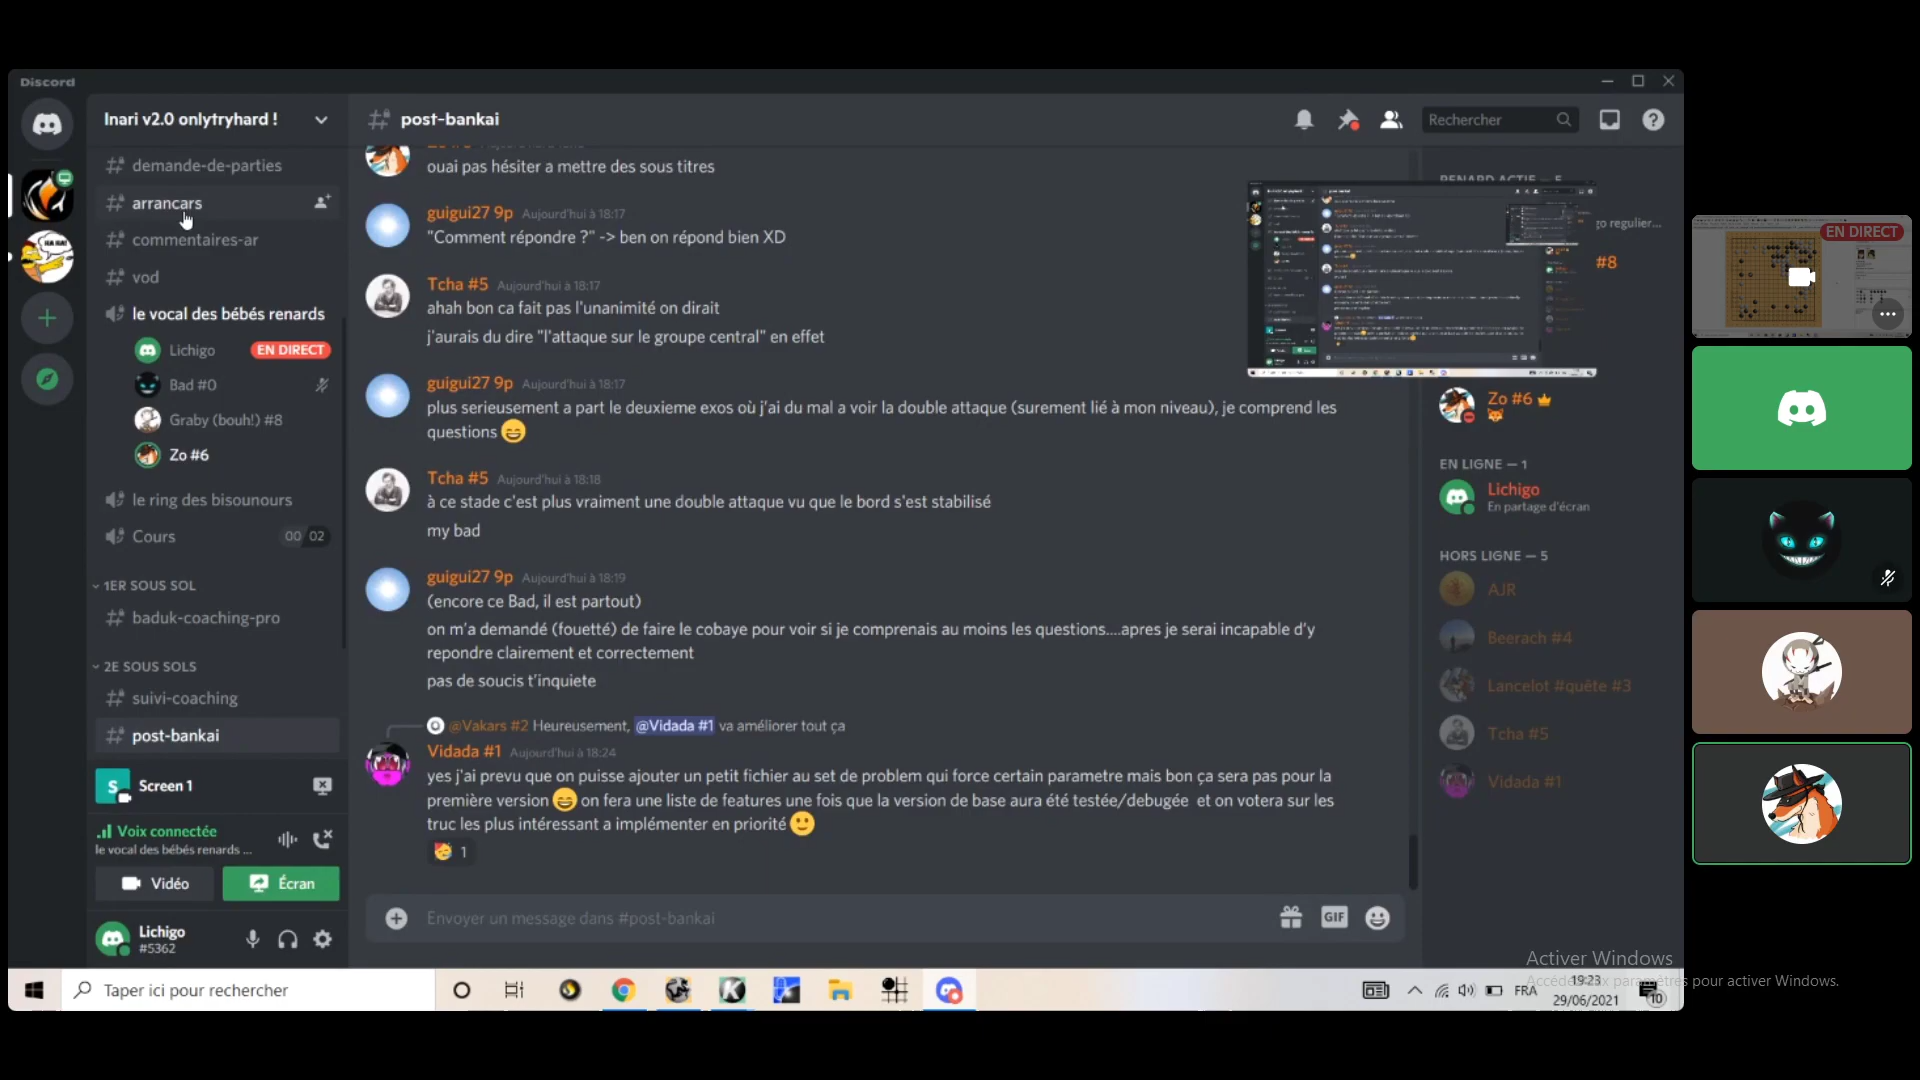 Discord
Inari v2.0 onlytryhard !
demande-de-parties
arrancars
commentaires-ar
vod
le vocal des bébés renards
Lichigo EN DIRECT
Bad #0
Graby (bouh!) #8
Zo #6
le ring des bisounours
Cours 00 02
1ER SOUS SOL
baduk-coaching-pro
2E SOUS SOLS
suivi-coaching
post-bankai
S Screen 1
Voix connectée
le vocal des bébés renards ...
Vidéo Écran
Lichigo
#5362
post-bankai
Rechercher
ouai pas hésiter a mettre des sous titres
guigui27 9p Aujourd'hui à 18:17
"Comment répondre ?" -> ben on répond bien XD
Tcha #5 Aujourd'hui à 18:17
ahah bon ca fait pas l'unanimité on dirait
j'aurais du dire "l'attaque sur le groupe central" en effet
guigui27 9p Aujourd'hui à 18:17
plus serieusement a part le deuxieme exos où j'ai du mal a voir la double attaque (surement lié à mon niveau), je comprend les
questions
Tcha #5 Aujourd'hui à 18:18
à ce stade c'est plus vraiment une double attaque vu que le bord s'est stabilisé
my bad
guigui27 9p Aujourd'hui à 18:19
(encore ce Bad, il est partout)
on m'a demandé (fouetté) de faire le cobaye pour voir si je comprenais au moins les questions....apres je serai incapable d'y
repondre clairement et correctement
pas de soucis t'inquiete
@Vakars #2 Heureusement, @Vidada #1 va améliorer tout ça
Vidada #1 Aujourd'hui à 18:24
yes j'ai prevu que on puisse ajouter un petit fichier au set de problem qui force certain parametre mais bon ça sera pas pour la
première version on fera une liste de features une fois que la version de base aura été testée/debugée et on votera sur les
truc les plus intéressant a implémenter en priorité
1
Envoyer un message dans #post-bankai
GIF
RENARD ACTIF — 5
go regulier...
#8
Zo #6
EN LIGNE — 1
Lichigo
En partage d'écran
HORS LIGNE — 5
AJR
Beerach #4
Lancelot #quête #3
Tcha #5
Vidada #1
EN DIRECT
Activer Windows
pour activer Windows.
Taper ici pour rechercher
FRA
19:23
29/06/2021
10